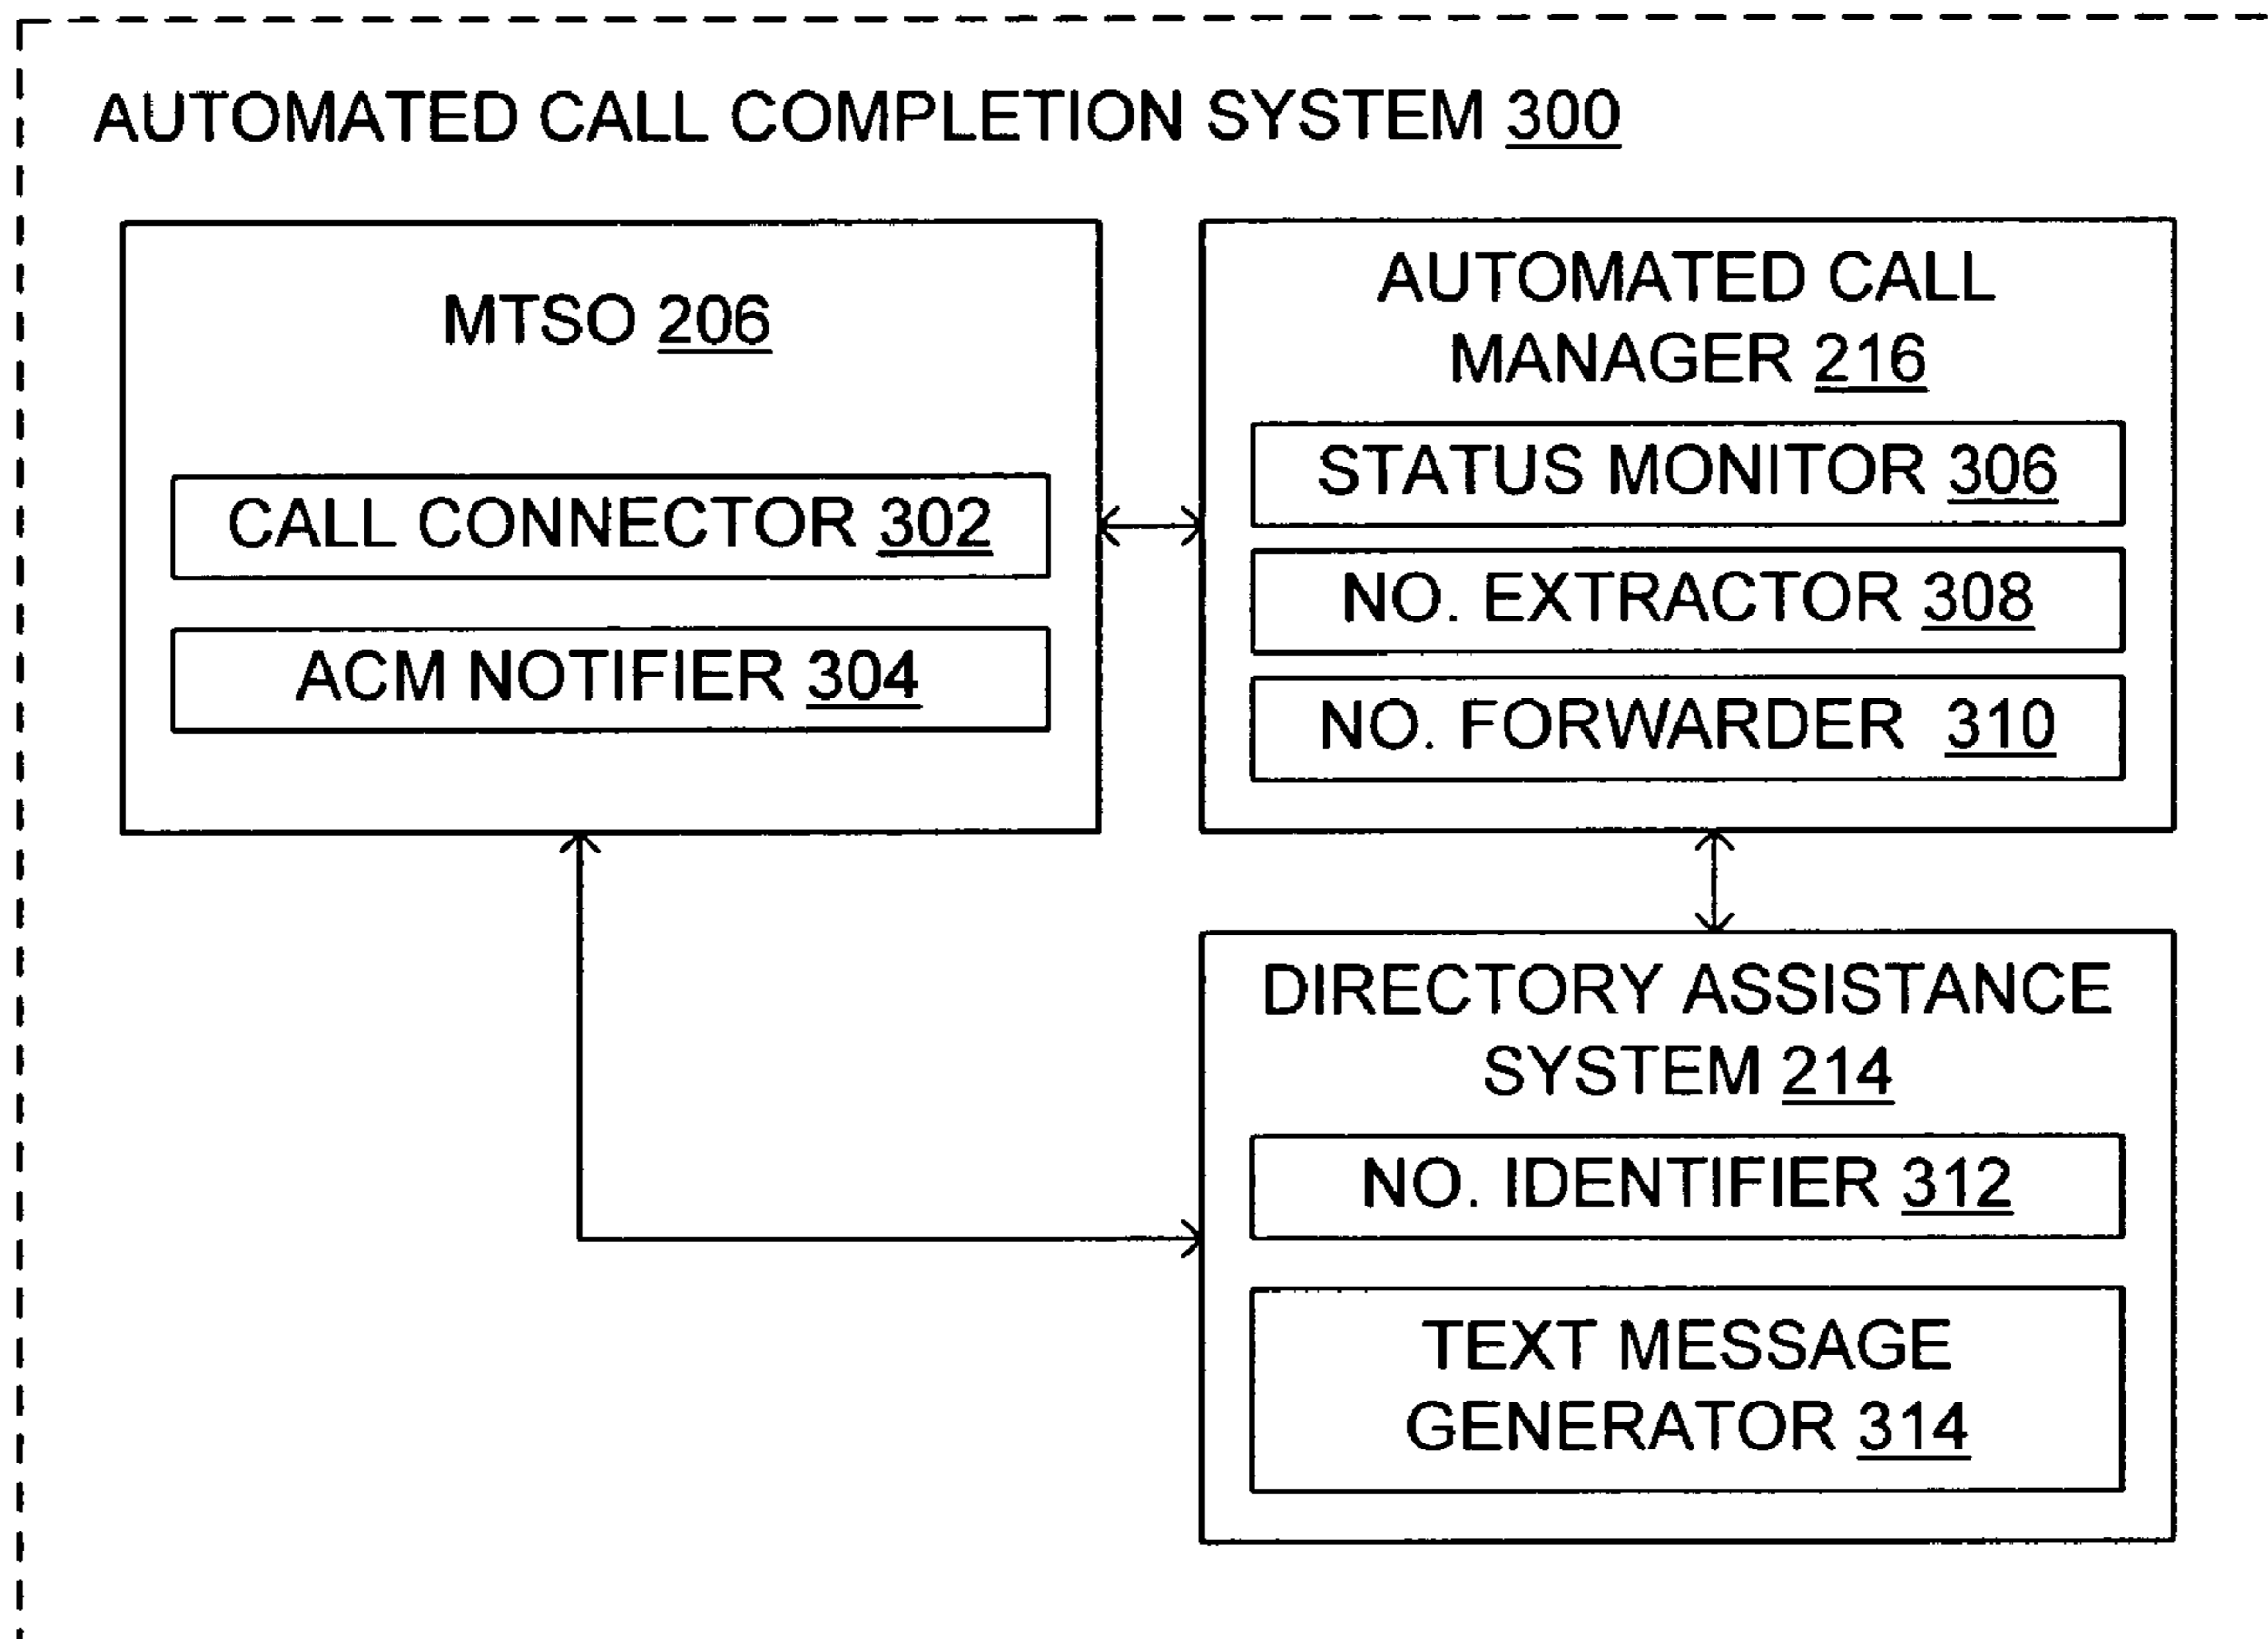 AUTOMATED CALL COMPLETION SYSTEM 300
MTSO 206
CALL CONNECTOR 302
ACM NOTIFIER 304
AUTOMATED CALL
MANAGER 216
STATUS MONITOR 306
NO. EXTRACTOR 308
NO. FORWARDER 310
DIRECTORY ASSISTANCE
SYSTEM 214
NO. IDENTIFIER 312
TEXT MESSAGE
GENERATOR 314